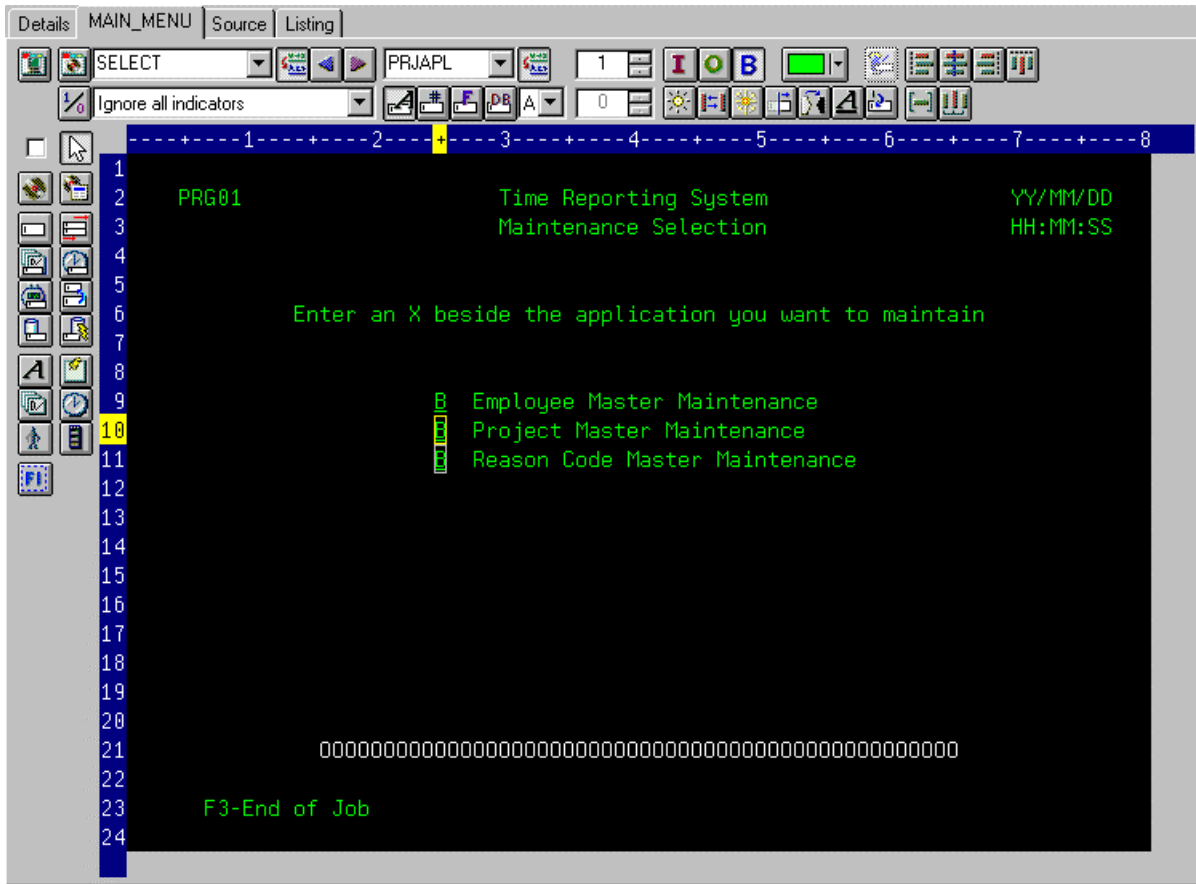 Details MAIN_MENU Source Listing
SELECT PRJAPL 1 I O B
1/0 Ignore all indicators A # F DB A 0 A
----+----1----+----2----+----3----+----4----+----5----+----6----+----7----+----8
1
2 PRG01 Time Reporting System YY/MM/DD
3 Maintenance Selection HH:MM:SS
4
5
6 Enter an X beside the application you want to maintain
7
8
9 B Employee Master Maintenance
10 B Project Master Maintenance
11 B Reason Code Master Maintenance
12
13
14
15
16
17
18
19
20
21 OOOOOOOOOOOOOOOOOOOOOOOOOOOOOOOOOOOOOOOOOOOOOOOOOO
22
23 F3-End of Job
24
A
FI